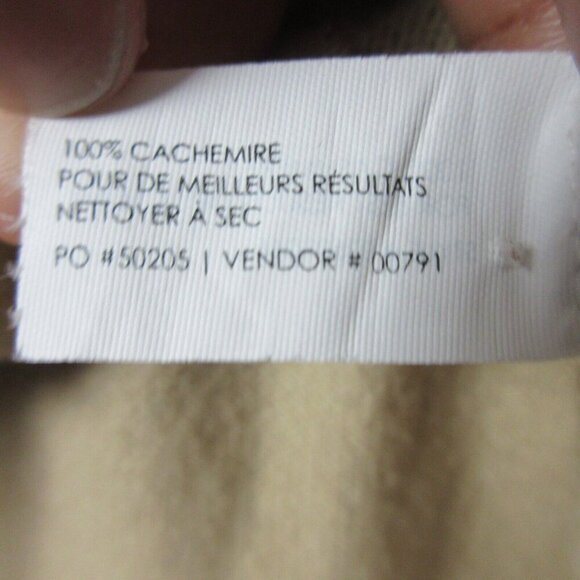 100% CACHEMIRE
POUR DE MEILLEURS RÉSULTATS
NETTOYER À SEC
PO #50205 | VENDOR # 00791